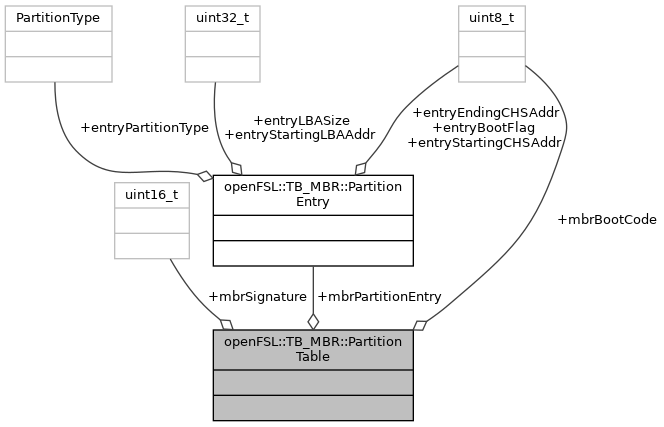 PartitionType
uint32_t
uint8_t
+entryPartitionType
+entryLBASize
+entryStartingLBAAddr
+entryEndingCHSAddr
+entryBootFlag
+entryStartingCHSAddr
openFSL::TB_MBR::Partition
Entry
uint16_t
+mbrBootCode
+mbrSignature
+mbrPartitionEntry
openFSL::TB_MBR::Partition
Table